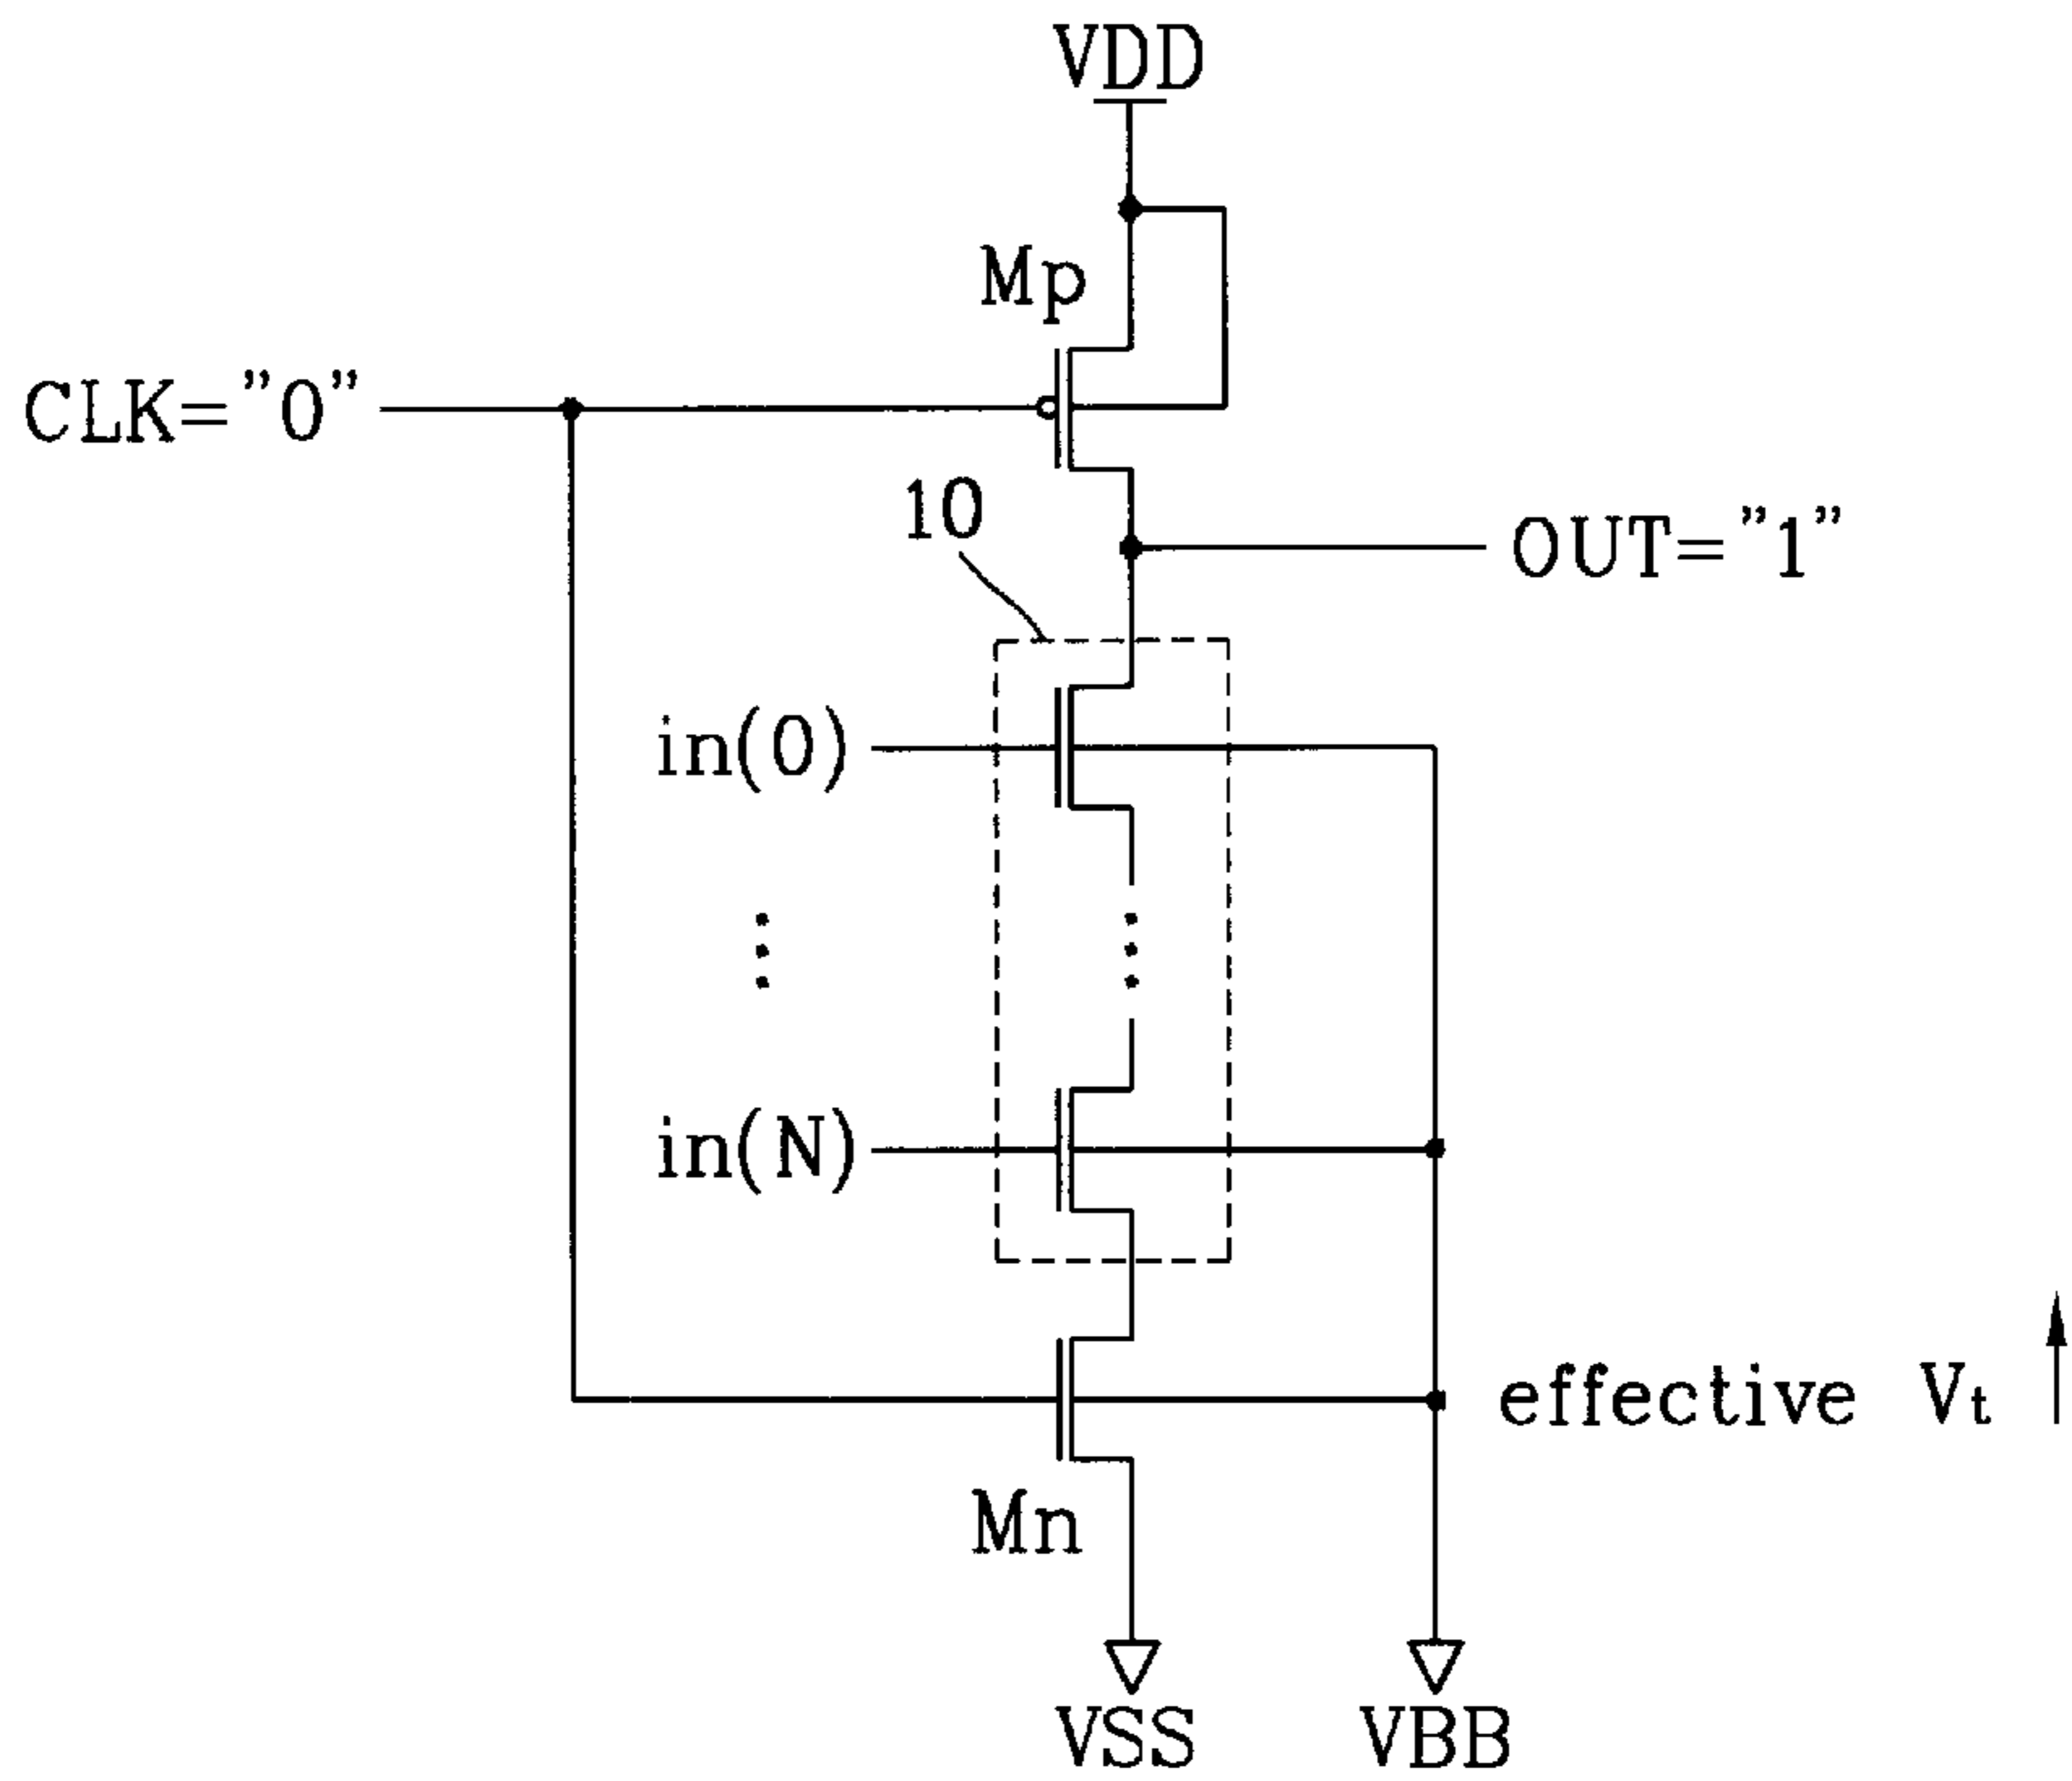 VDD
Mp
CLK="0"
10
OUT="1"
in(0)
in(N)
effective Vt
Mn
VSS
VBB